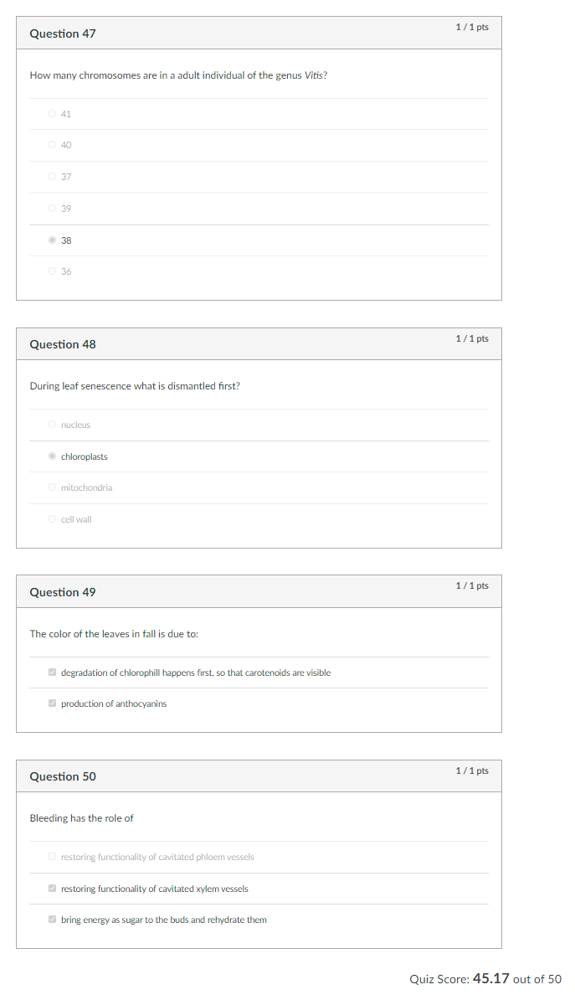 Question 47
1 / 1 pts
How many chromosomes are in a adult individual of the genus Vitis?
41
40
37
39
38
36
Question 48
1 / 1 pts
During leaf senescence what is dismantled first?
nucleus
chloroplasts
mitochondria
cell wall
Question 49
1 / 1 pts
The color of the leaves in fall is due to:
degradation of chlorophill happens first, so that carotenoids are visible
production of anthocyanins
Question 50
1 / 1 pts
Bleeding has the role of
restoring functionality of cavitated phloem vessels
restoring functionality of cavitated xylem vessels
bring energy as sugar to the buds and rehydrate them
Quiz Score: 45.17 out of 50